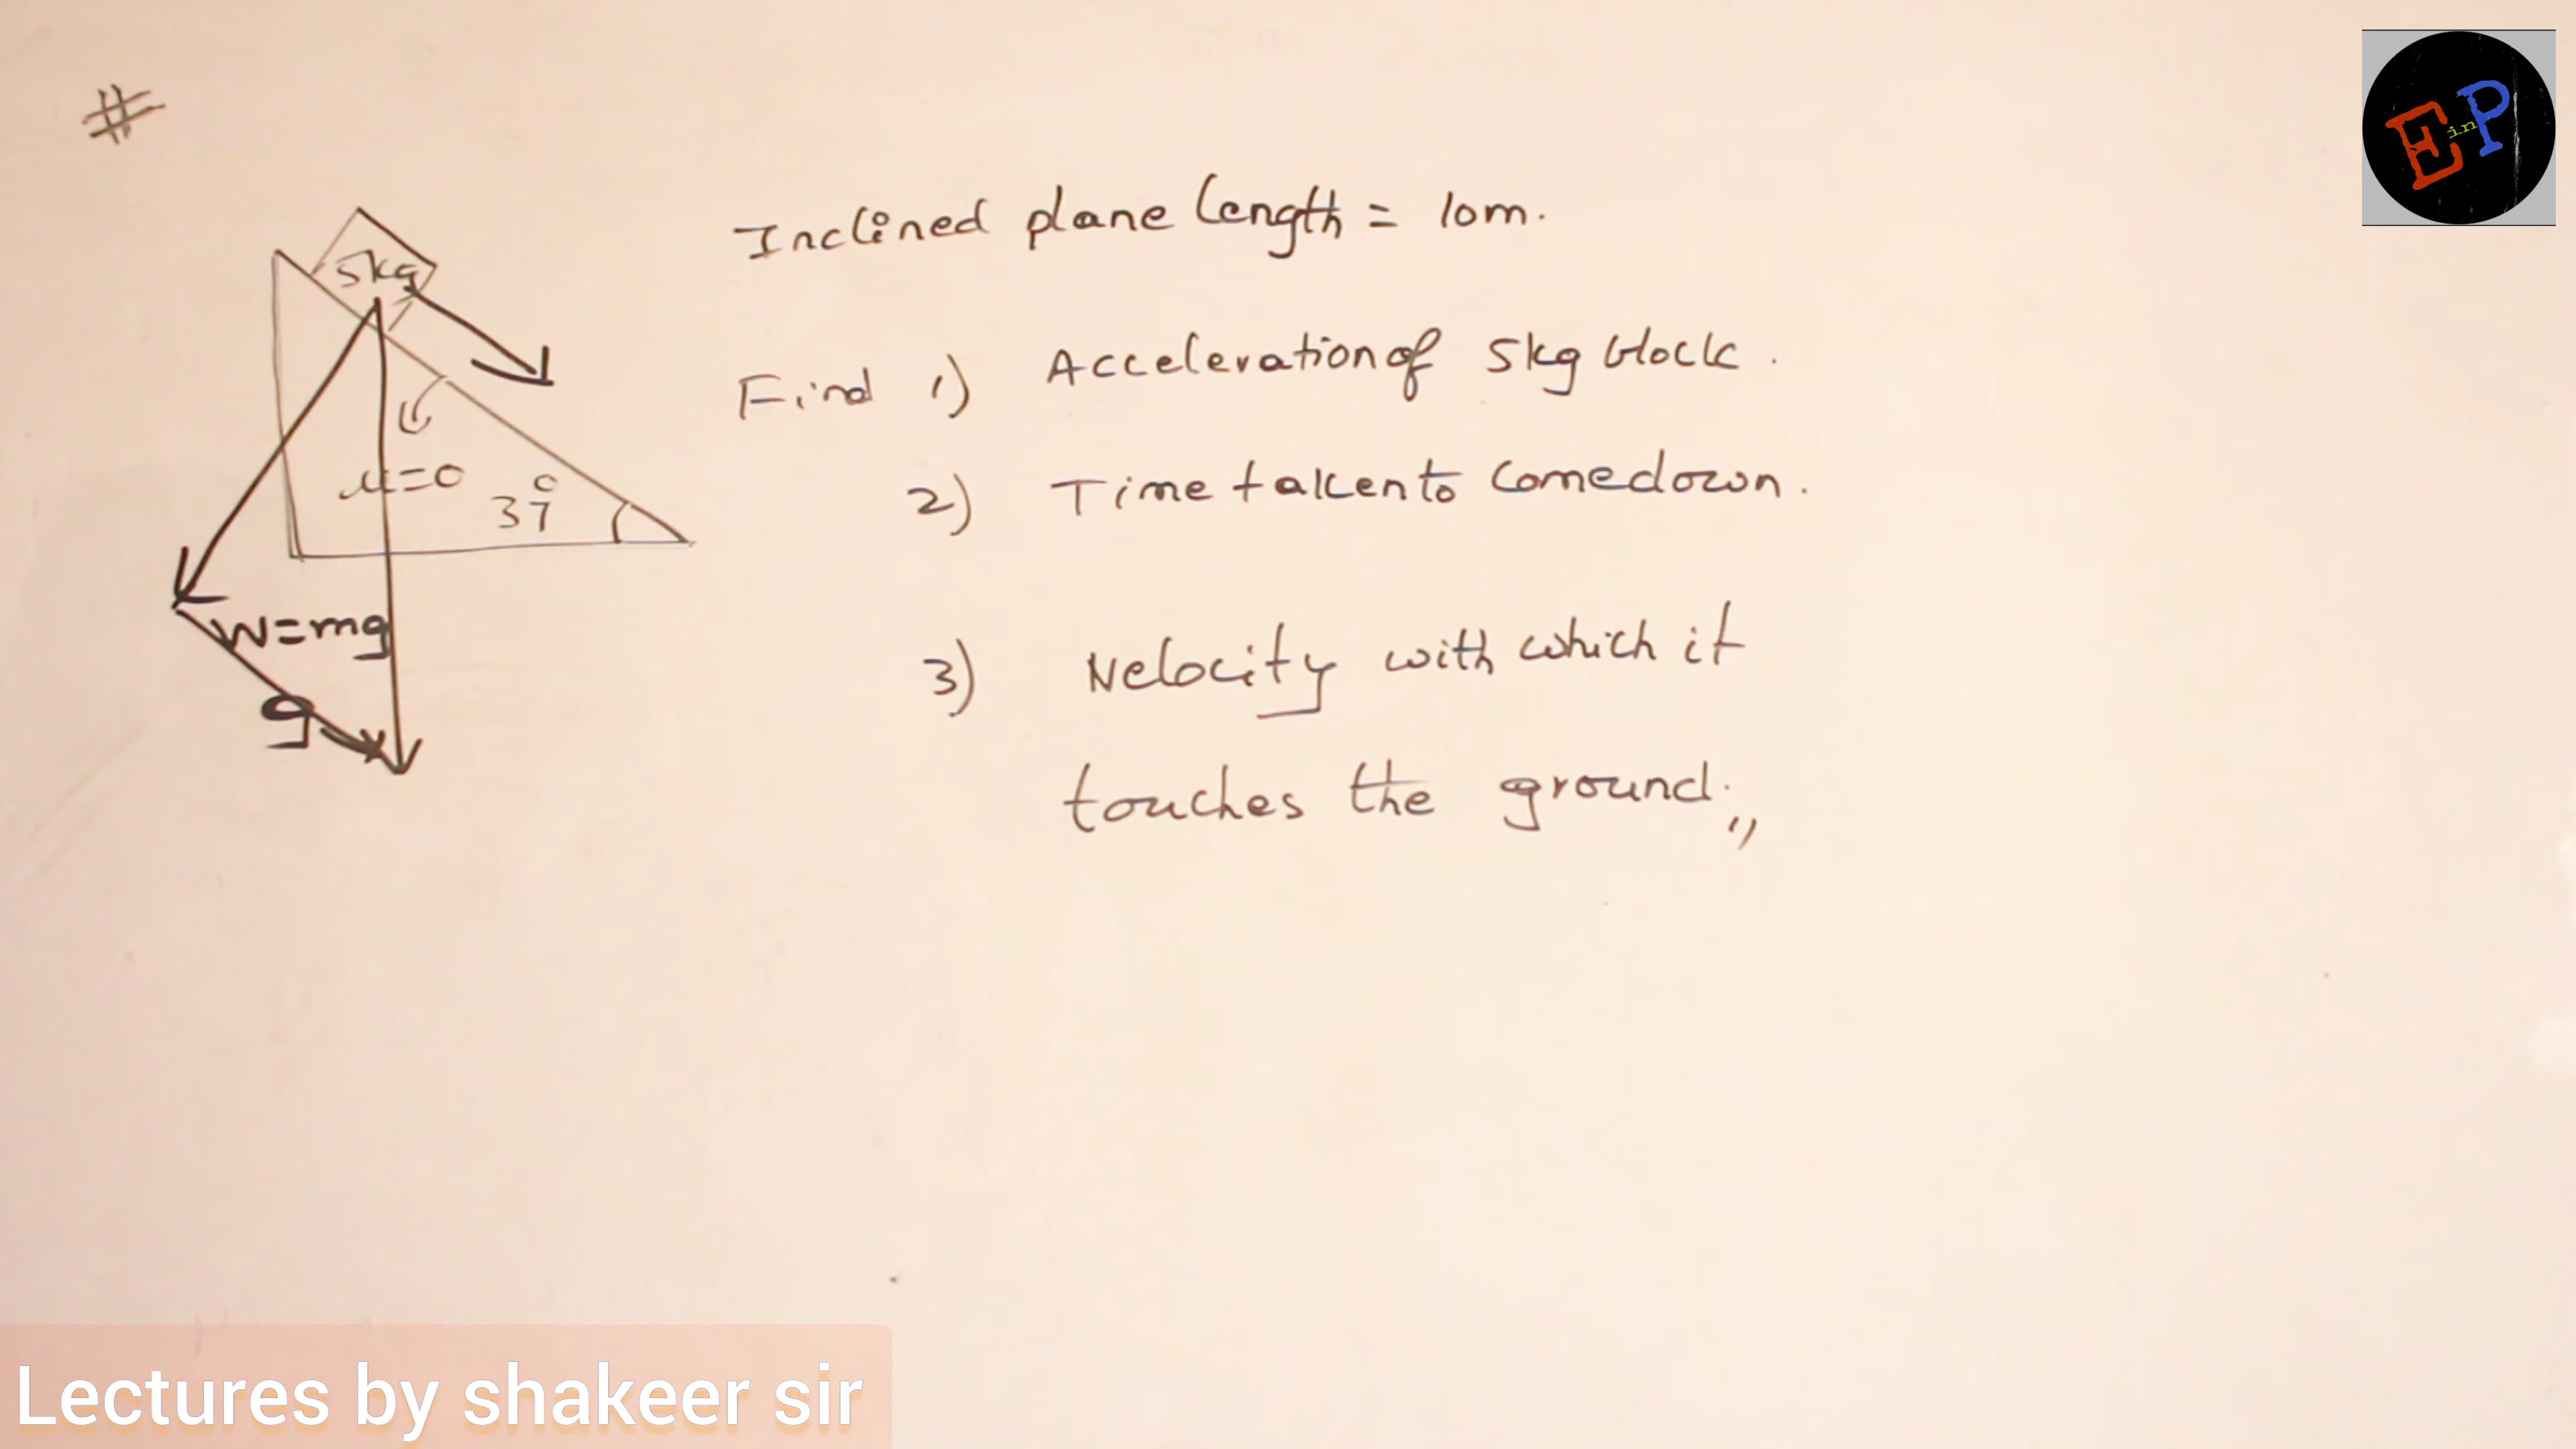 #
E in P
Inclined plane length = 10m.
5kg
Find 1) Acceleration of 5kg block.
μ=0
37°
2) Time taken to come down.
W=mg
3) Velocity with which it
g
touches the ground.,,
Lectures by shakeer sir